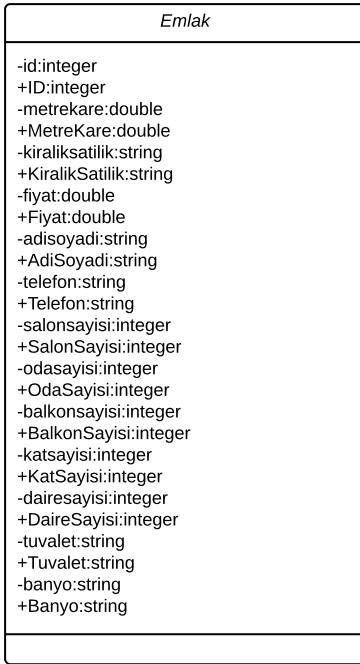 Emlak
-id:integer
+ID:integer
-metrekare:double
+MetreKare:double
-kiraliksatilik:string
+KiralikSatilik:string
-fiyat:double
+Fiyat:double
-adisoyadi:string
+AdiSoyadi:string
-telefon:string
+Telefon:string
-salonsayisi:integer
+SalonSayisi:integer
-odasayisi:integer
+OdaSayisi:integer
-balkonsayisi:integer
+BalkonSayisi:integer
-katsayisi:integer
+KatSayisi:integer
-dairesayisi:integer
+DaireSayisi:integer
-tuvalet:string
+Tuvalet:string
-banyo:string
+Banyo:string